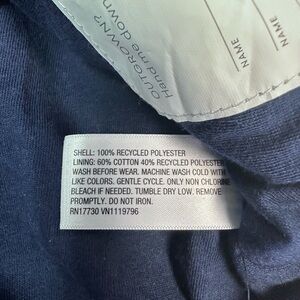 OUTGROWN?
Hand me down
NAME
NAME
SHELL: 100% RECYCLED POLYESTER
LINING: 60% COTTON 40% RECYCLED POLYESTER
WASH BEFORE WEAR. MACHINE WASH COLD WITH
LIKE COLORS. GENTLE CYCLE. ONLY NON CHLORINE
BLEACH IF NEEDED. TUMBLE DRY LOW. REMOVE
PROMPTLY. DO NOT IRON.
RN17730 VN1119796